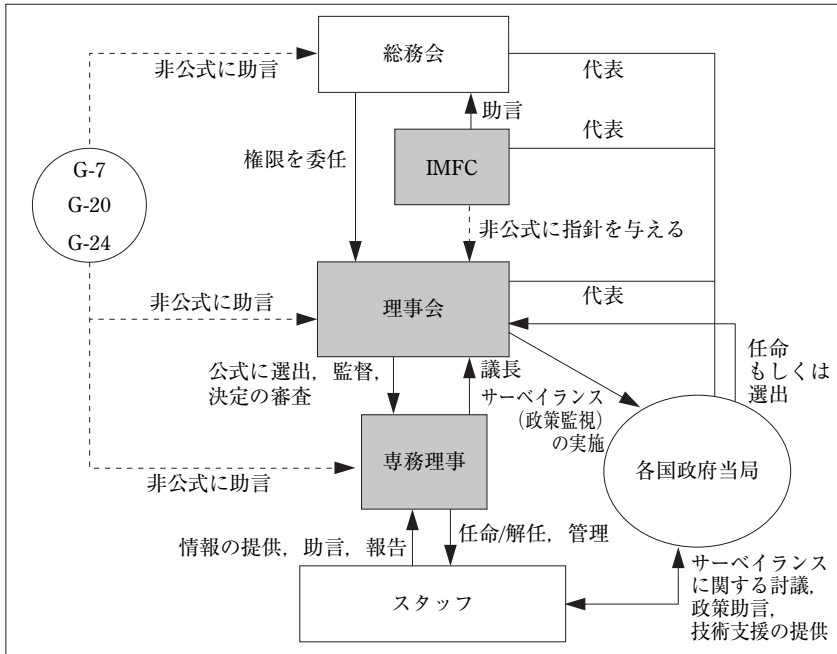 総務会
非公式に助言
代表
助言
代表
権限を委任
IMFC
G-7
G-20
G-24
非公式に指針を与える
非公式に助言
理事会
代表
公式に選出，監督，
決定の審査
議長
サーベイランス
（政策監視）
の実施
任命
もしくは
選出
専務理事
各国政府当局
非公式に助言
情報の提供，助言，報告
任命/解任，管理
スタッフ
サーベイランス
に関する討議，
政策助言，
技術支援の提供